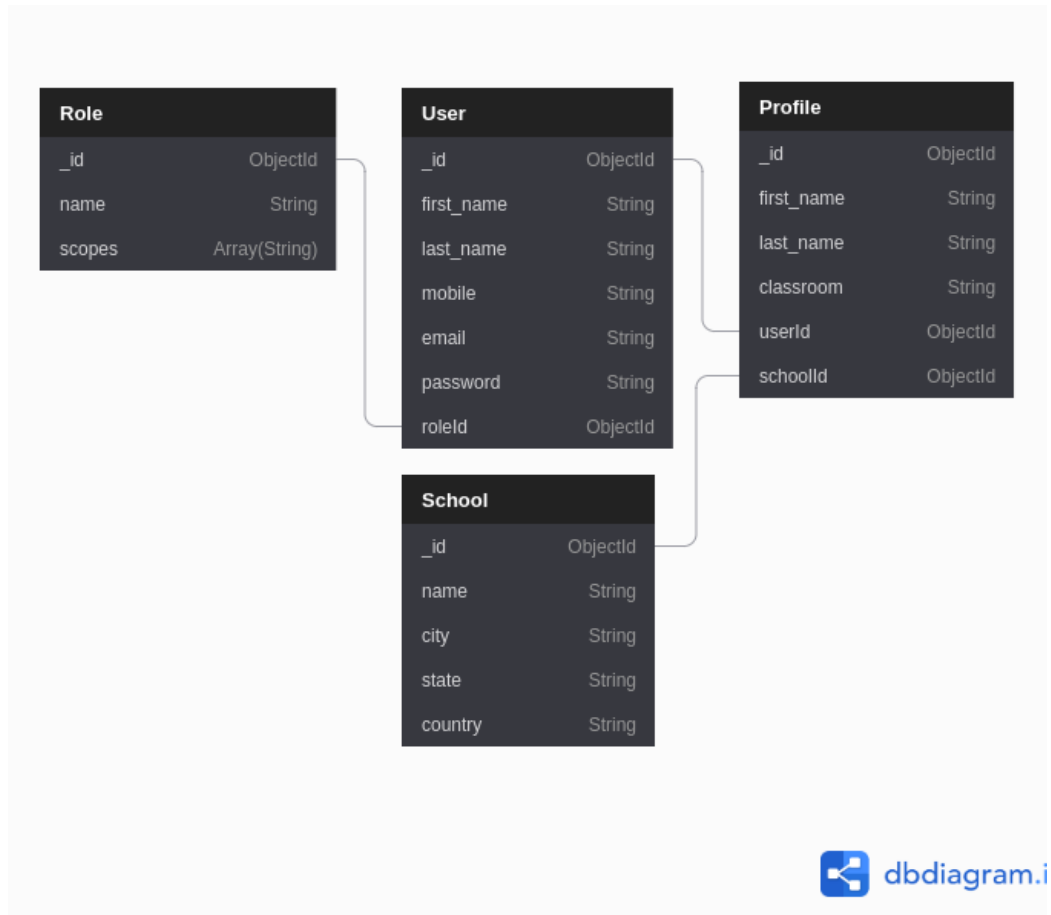 Role
_id ObjectId
name String
scopes Array(String)
User
_id ObjectId
first_name String
last_name String
mobile String
email String
password String
roleId ObjectId
Profile
_id ObjectId
first_name String
last_name String
classroom String
userId ObjectId
schoolId ObjectId
School
_id ObjectId
name String
city String
state String
country String
dbdiagram.i